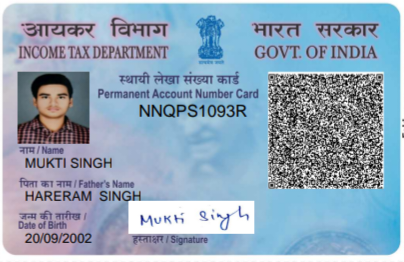 आयकर विभाग
INCOME TAX DEPARTMENT
भारत सरकार
GOVT. OF INDIA
स्थायी लेखा संख्या कार्ड
Permanent Account Number Card
NNQPS1093R
नाम / Name
MUKTI SINGH
पिता का नाम / Father's Name
HARERAM SINGH
जन्म की तारीख /
Date of Birth
20/09/2002
Mukti Singh
हस्ताक्षर / Signature